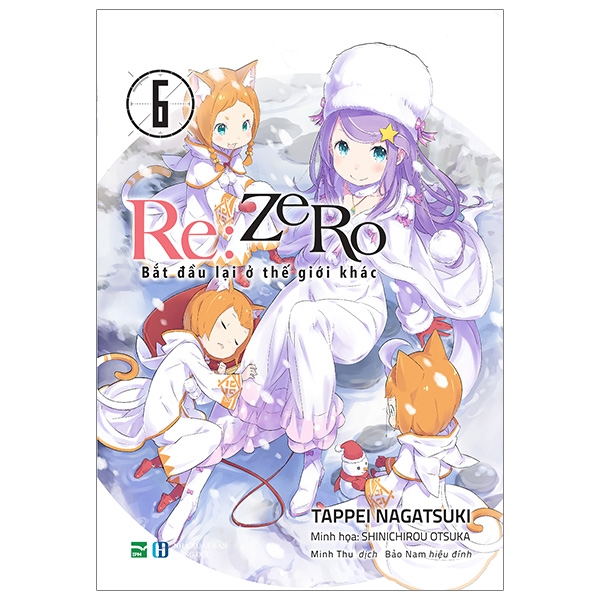 6
Re:ZeRo
Bắt đầu lại ở thế giới khác
TAPPEI NAGATSUKI
Minh họa: SHINICHIROU OTSUKA
Minh Thu dịch Bảo Nam hiệu đính
IPM